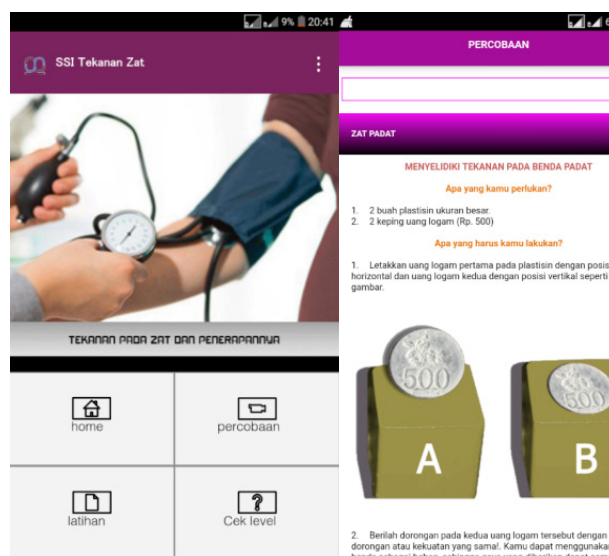 9% 20:41
SSI Tekanan Zat
TEKANAN PADA ZAT DAN PENERAPANNYA
home
percobaan
latihan
Cek level
6
PERCOBAAN
ZAT PADAT
MENYELIDIKI TEKANAN PADA BENDA PADAT
Apa yang kamu perlukan?
1. 2 buah plastisin ukuran besar.
2. 2 keping uang logam (Rp. 500)
Apa yang harus kamu lakukan?
1. Letakkan uang logam pertama pada plastisin dengan posis
horizontal dan uang logam kedua dengan posisi vertikal seperti
gambar.
500
A
500
B
2. Berilah dorongan pada kedua uang logam tersebut dengan
dorongan atau kekuatan yang sama!. Kamu dapat menggunaka